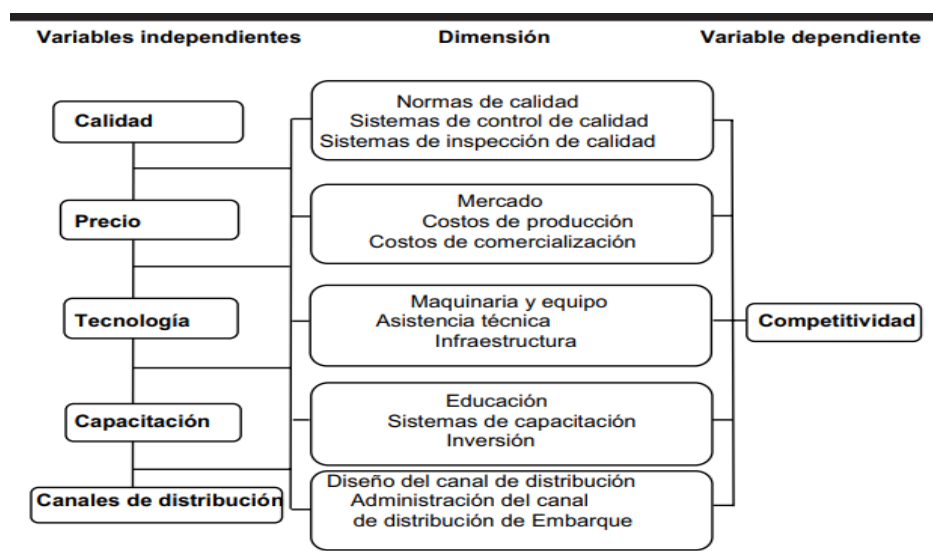 Variables independientes Dimensión Variable dependiente
Calidad
Normas de calidad
Sistemas de control de calidad
Sistemas de inspección de calidad
Precio
Mercado
Costos de producción
Costos de comercialización
Tecnología
Maquinaria y equipo
Asistencia técnica
Infraestructura
Competitividad
Capacitación
Educación
Sistemas de capacitación
Inversión
Canales de distribución
Diseño del canal de distribución
Administración del canal
de distribución de Embarque